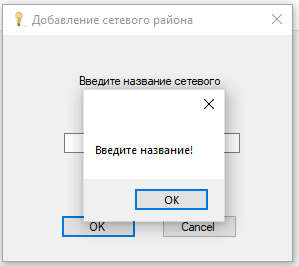 Добавление сетевого района
Введите название сетевого
Введите название!
OK
OK
Cancel